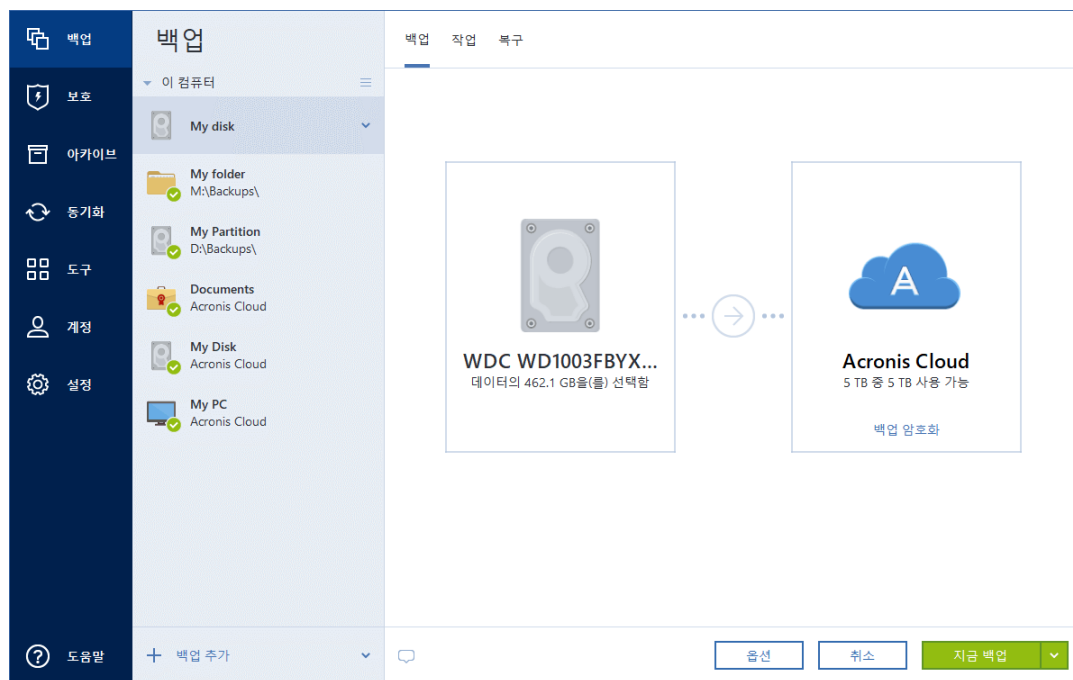 백업
보호
아카이브
동기화
도구
계정
설정
도움말
백업
이 컴퓨터
My disk
My folder
M:\Backups\
My Partition
D:\Backups\
Documents
Acronis Cloud
My Disk
Acronis Cloud
My PC
Acronis Cloud
백업 추가
백업 작업 복구
WDC WD1003FBYX...
데이터의 462.1 GB을(를) 선택함
Acronis Cloud
5 TB 중 5 TB 사용 가능
백업 암호화
옵션 취소 지금 백업